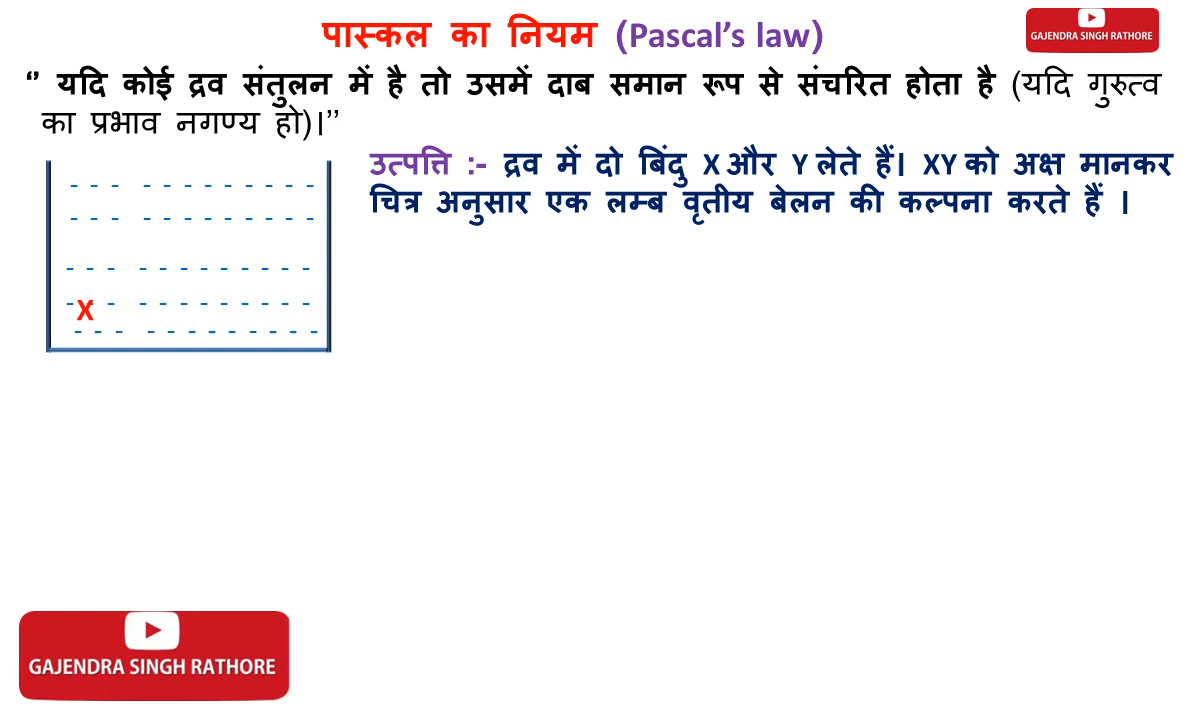 पास्कल का नियम (Pascal’s law)
GAJENDRA SINGH RATHORE
‘’ यदि कोई द्रव संतुलन में है तो उसमें दाब समान रूप से संचरित होता है (यदि गुरुत्व
का प्रभाव नगण्य हो)।’’
उत्पत्ति :- द्रव में दो बिंदु X और Y लेते हैं। XY को अक्ष मानकर
चित्र अनुसार एक लम्ब वृतीय बेलन की कल्पना करते हैं ।
X
GAJENDRA SINGH RATHORE